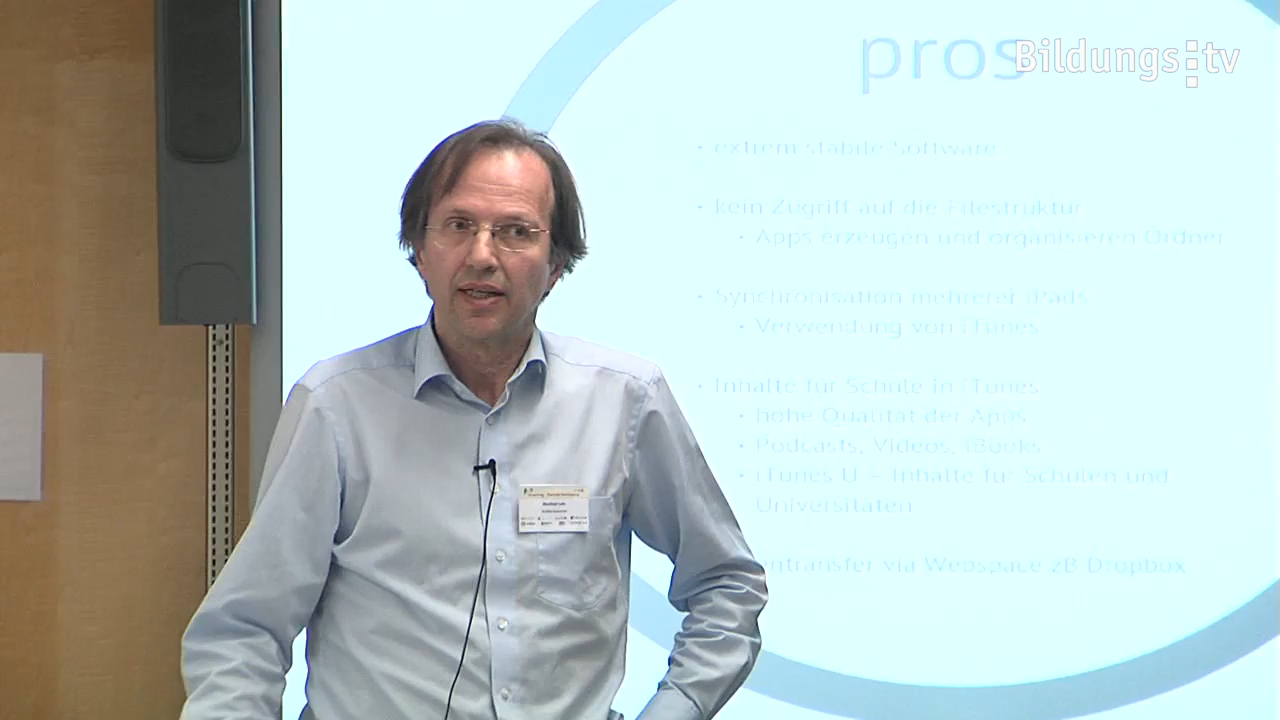 pros
Bildungs:tv
• extrem stabile Software
• kein Zugriff auf die Filestruktur
• Apps erzeugen und organisieren Ordner
• Synchronisation mehrerer iPads
• Verwendung von iTunes
• Inhalte für Schule in iTunes
• hohe Qualität der Apps
• Podcasts, Videos, iBooks
• iTunes U – Inhalte für Schulen und
Universitäten
entransfer via Webspace zB Dropbox